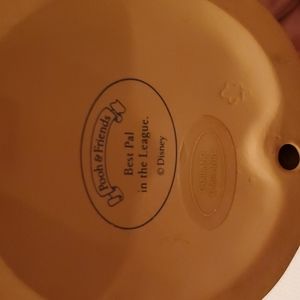 Pooh & Friends
Best Pal
in the League.
© Disney